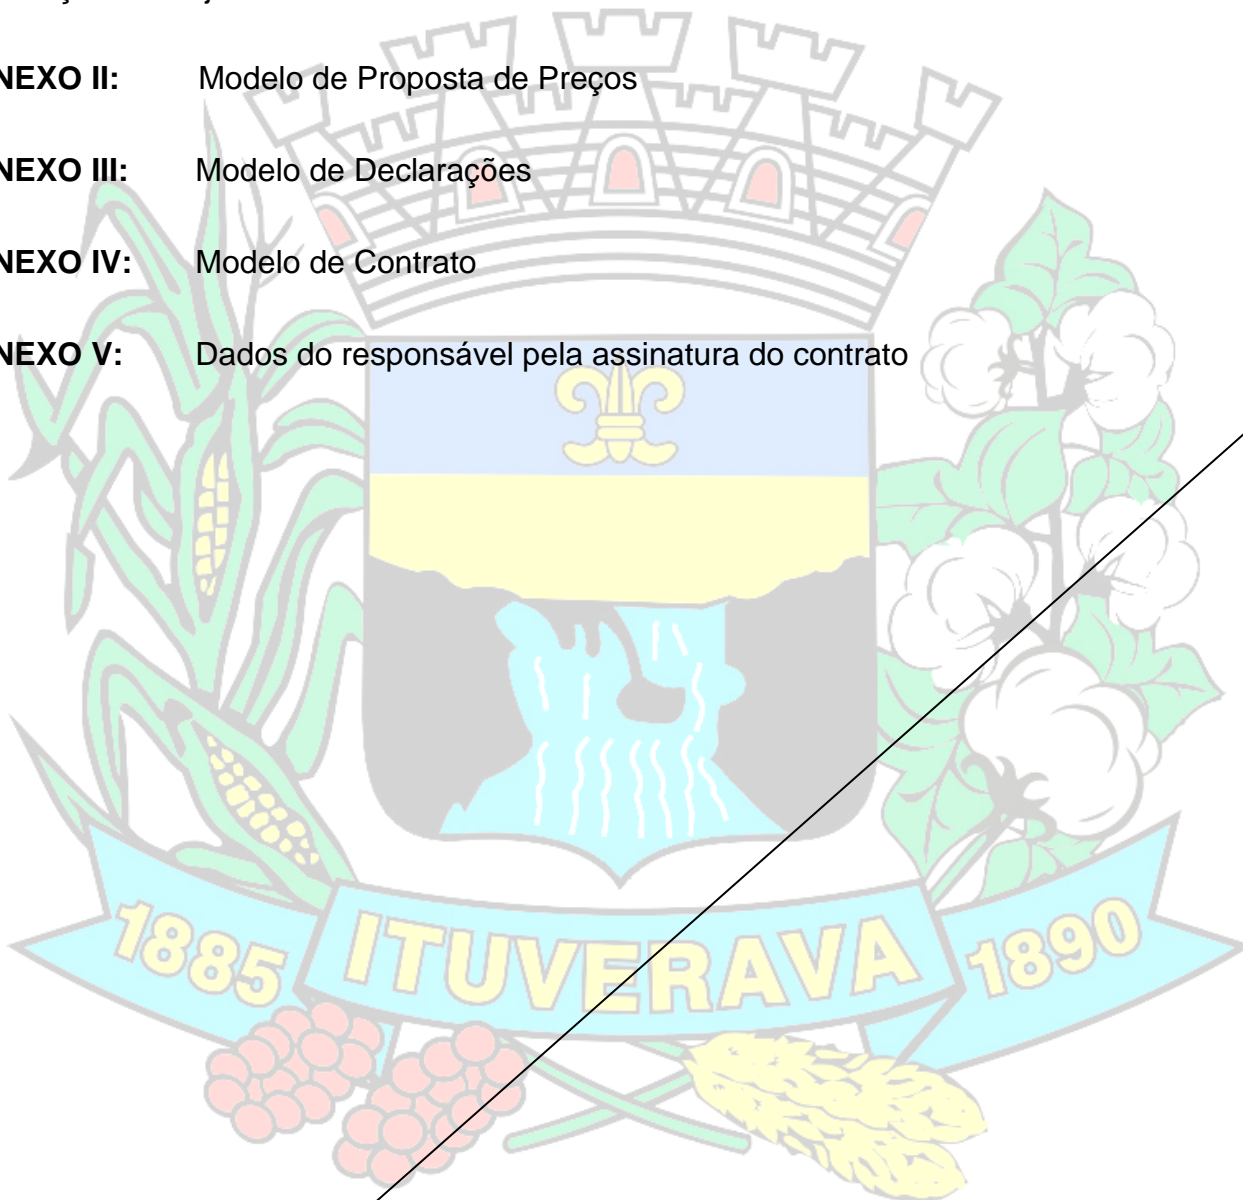 NEXO II: Modelo de Proposta de Preços
NEXO III: Modelo de Declarações
NEXO IV: Modelo de Contrato
NEXO V: Dados do responsável pela assinatura do contrato
1885 ITUVERAVA 1890